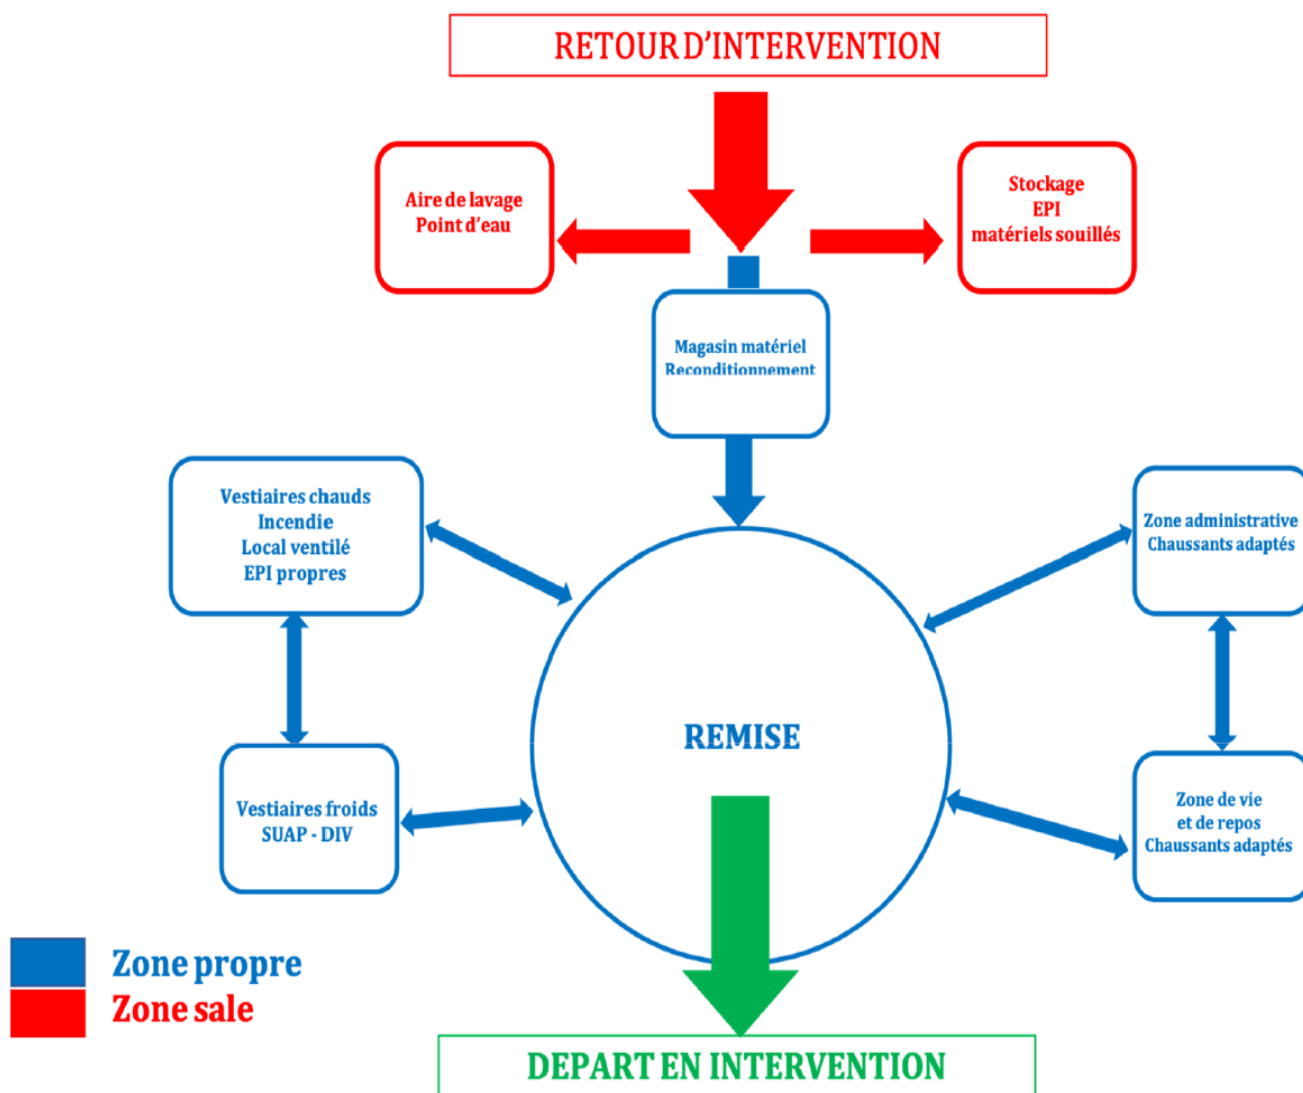 RETOUR D’INTERVENTION
Aire de lavage
Point d’eau
Stockage
EPI
matériels souillés
Magasin matériel
Reconditionnement
Vestiaires chauds
Incendie
Local ventilé
EPI propres
Zone administrative
Chaussants adaptés
REMISE
Vestiaires froids
SUAP - DIV
Zone de vie
et de repos
Chaussants adaptés
Zone propre
Zone sale
DEPART EN INTERVENTION